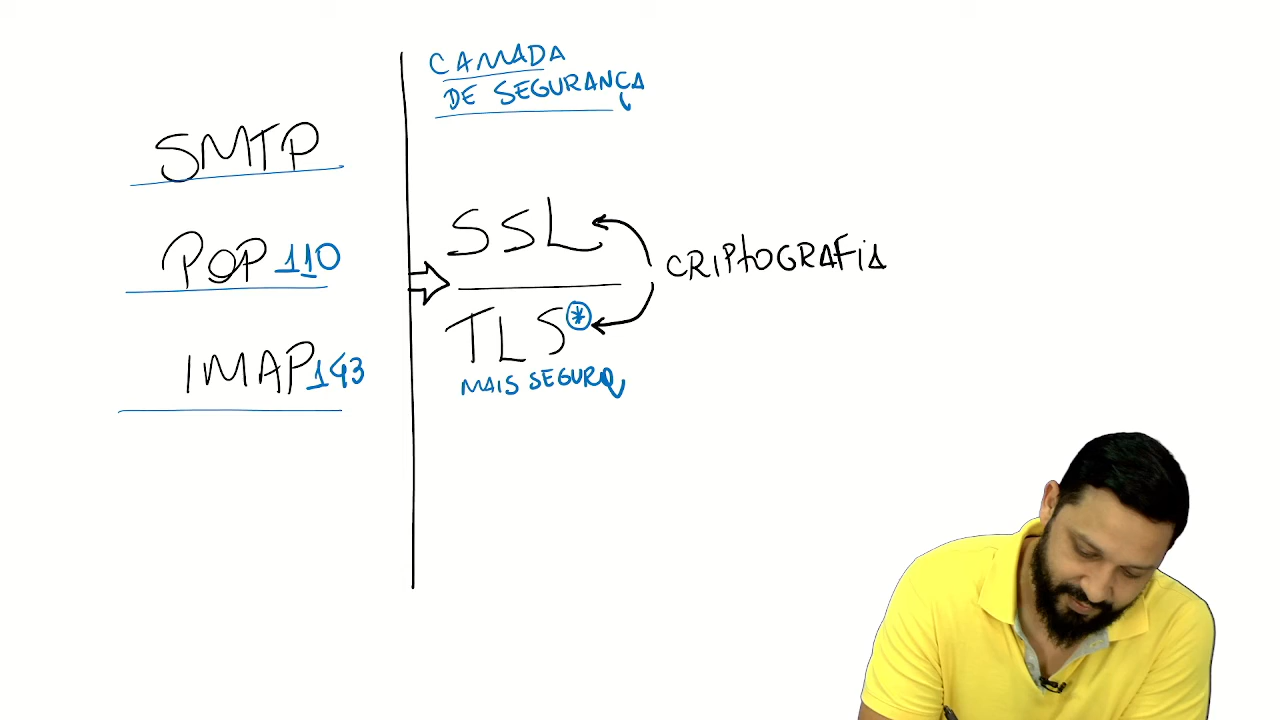 CAMADA
DE SEGURANÇA
SMTP
POP 110
IMAP 143
SSL
TLS*
MAIS SEGURO
CRIPTOGRAFIA